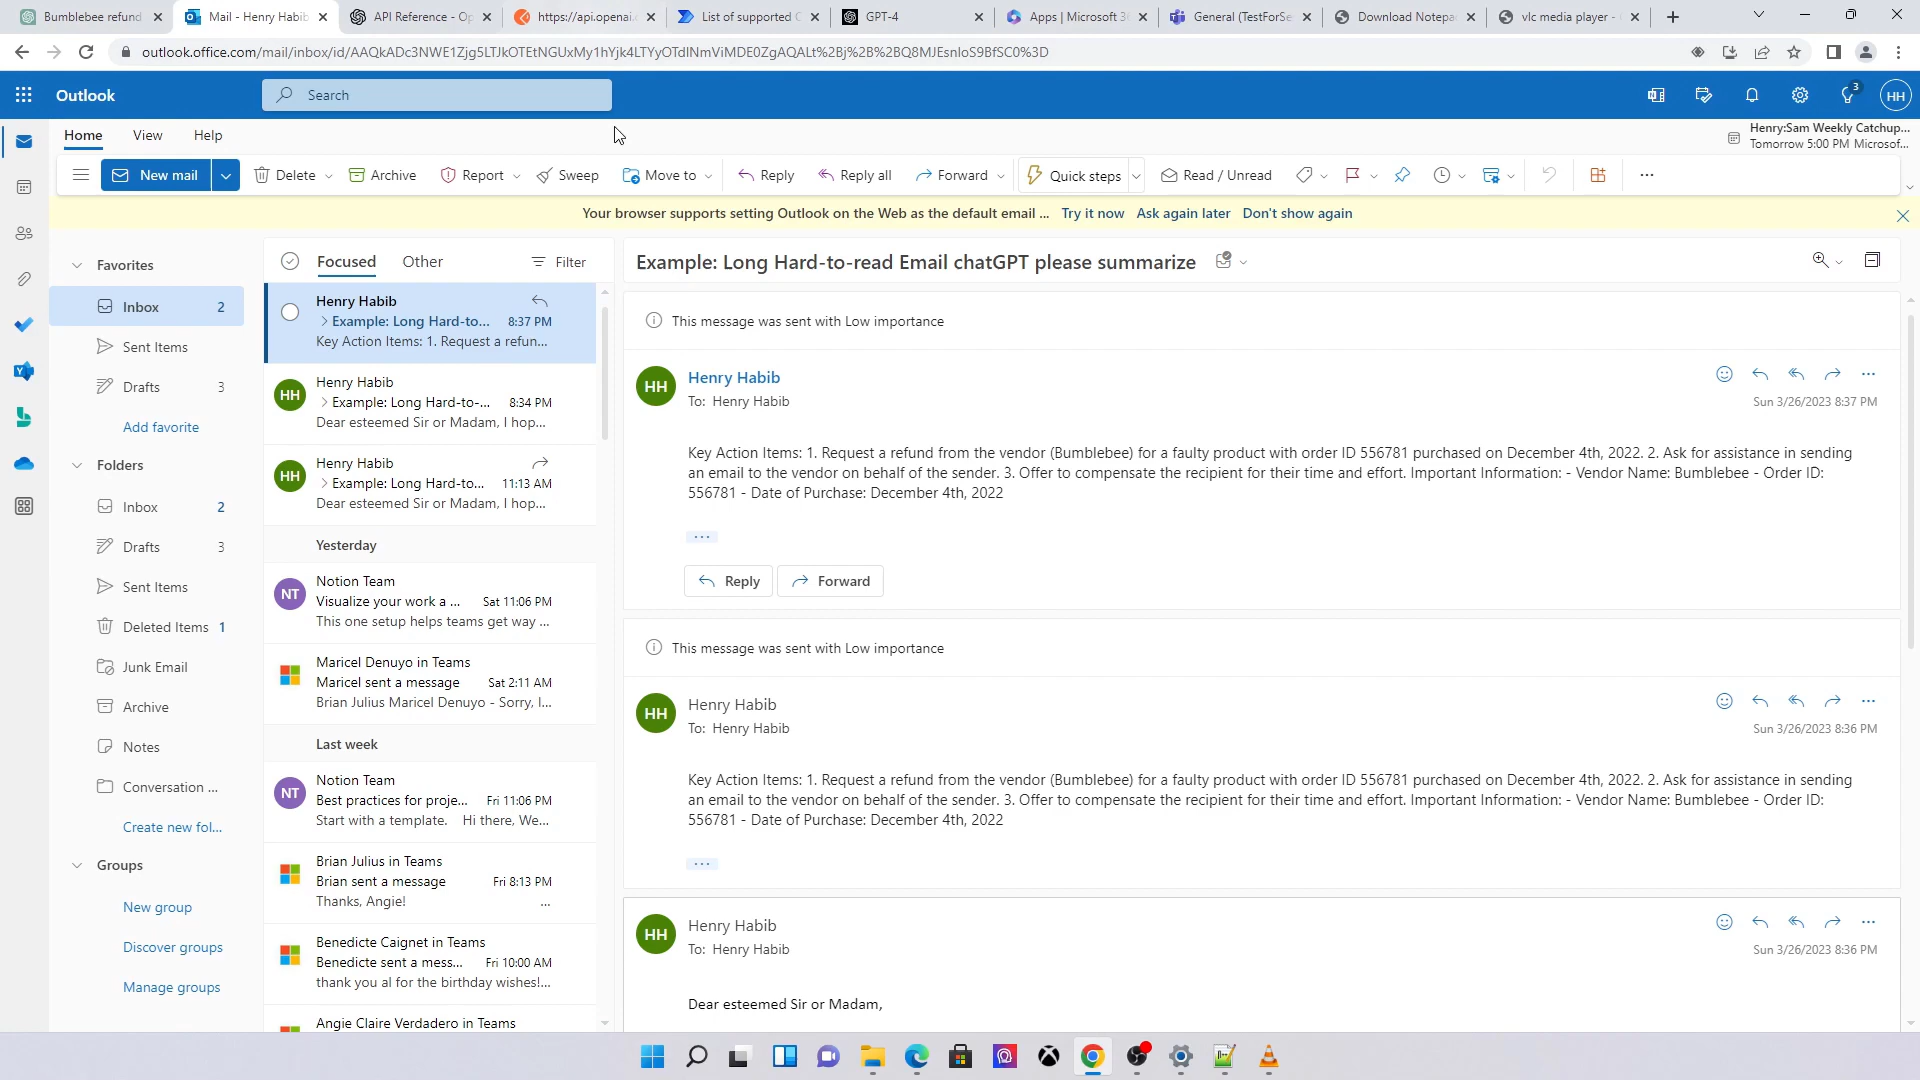 Bumblebee refund
Mail - Henry Habib
API Reference - Op
https://api.openai.c
List of supported C
GPT-4
Apps | Microsoft 36
General (TestForSe
Download Notepa
vlc media player -
outlook.office.com/mail/inbox/id/AAQkADc3NWE1Zjg5LTJkOTEtNGUxMy1hYjk4LTYyOTdlNmViMDE0ZgAQALt%2Bj%2B%2BQ8MJEsnloS9BfSC0%3D
Outlook
Search
3
HH
Home
View
Help
Henry:Sam Weekly Catchup...
Tomorrow 5:00 PM Microsof...
New mail
Delete
Archive
Report
Sweep
Move to
Reply
Reply all
Forward
Quick steps
Read / Unread
Your browser supports setting Outlook on the Web as the default email ... Try it now Ask again later Don't show again
Favorites
Inbox 2
Sent Items
Drafts 3
Add favorite
Folders
Inbox 2
Drafts 3
Sent Items
Deleted Items 1
Junk Email
Archive
Notes
Conversation ...
Create new fol...
Groups
New group
Discover groups
Manage groups
Focused
Other
Filter
Henry Habib
Example: Long Hard-to... 8:37 PM
Key Action Items: 1. Request a refun...
HH
Henry Habib
Example: Long Hard-to-... 8:34 PM
Dear esteemed Sir or Madam, I hop...
HH
Henry Habib
Example: Long Hard-to... 11:13 AM
Dear esteemed Sir or Madam, I hop...
Yesterday
NT
Notion Team
Visualize your work a ... Sat 11:06 PM
This one setup helps teams get way ...
Maricel Denuyo in Teams
Maricel sent a message Sat 2:11 AM
Brian Julius Maricel Denuyo - Sorry, I...
Last week
NT
Notion Team
Best practices for proje... Fri 11:06 PM
Start with a template. Hi there, We...
Brian Julius in Teams
Brian sent a message Fri 8:13 PM
Thanks, Angie! ...
Benedicte Caignet in Teams
Benedicte sent a mess... Fri 10:00 AM
thank you al for the birthday wishes!...
Angie Claire Verdadero in Teams
Example: Long Hard-to-read Email chatGPT please summarize
This message was sent with Low importance
HH
Henry Habib
To: Henry Habib
Sun 3/26/2023 8:37 PM
Key Action Items: 1. Request a refund from the vendor (Bumblebee) for a faulty product with order ID 556781 purchased on December 4th, 2022. 2. Ask for assistance in sending
an email to the vendor on behalf of the sender. 3. Offer to compensate the recipient for their time and effort. Important Information: - Vendor Name: Bumblebee - Order ID:
556781 - Date of Purchase: December 4th, 2022
...
Reply
Forward
This message was sent with Low importance
HH
Henry Habib
To: Henry Habib
Sun 3/26/2023 8:36 PM
Key Action Items: 1. Request a refund from the vendor (Bumblebee) for a faulty product with order ID 556781 purchased on December 4th, 2022. 2. Ask for assistance in sending
an email to the vendor on behalf of the sender. 3. Offer to compensate the recipient for their time and effort. Important Information: - Vendor Name: Bumblebee - Order ID:
556781 - Date of Purchase: December 4th, 2022
...
HH
Henry Habib
To: Henry Habib
Sun 3/26/2023 8:36 PM
Dear esteemed Sir or Madam,